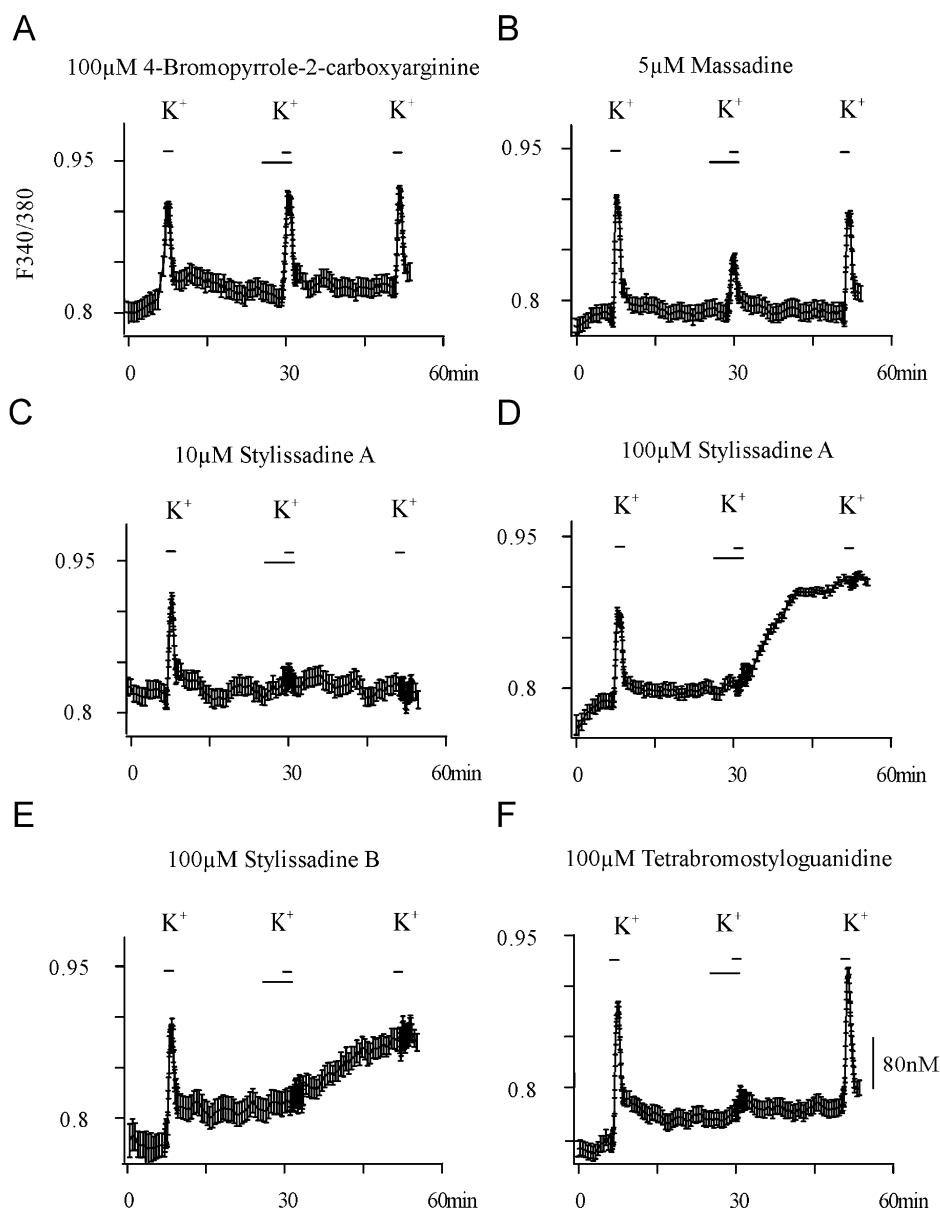 A
100µM 4-Bromopyrrole-2-carboxyarginine
K+ K+ K+
0.95
F340/380
0.8
0 30 60min
B
5µM Massadine
K+ K+ K+
0.95
0.8
0 30 60min
C
10µM Stylissadine A
K+ K+ K+
0.95
0.8
0 30 60min
D
100µM Stylissadine A
K+ K+ K+
0.95
0.8
0 30 60min
E
100µM Stylissadine B
K+ K+ K+
0.95
0.8
0 30 60min
F
100µM Tetrabromostyloguanidine
K+ K+ K+
0.95
80nM
0.8
0 30 60min